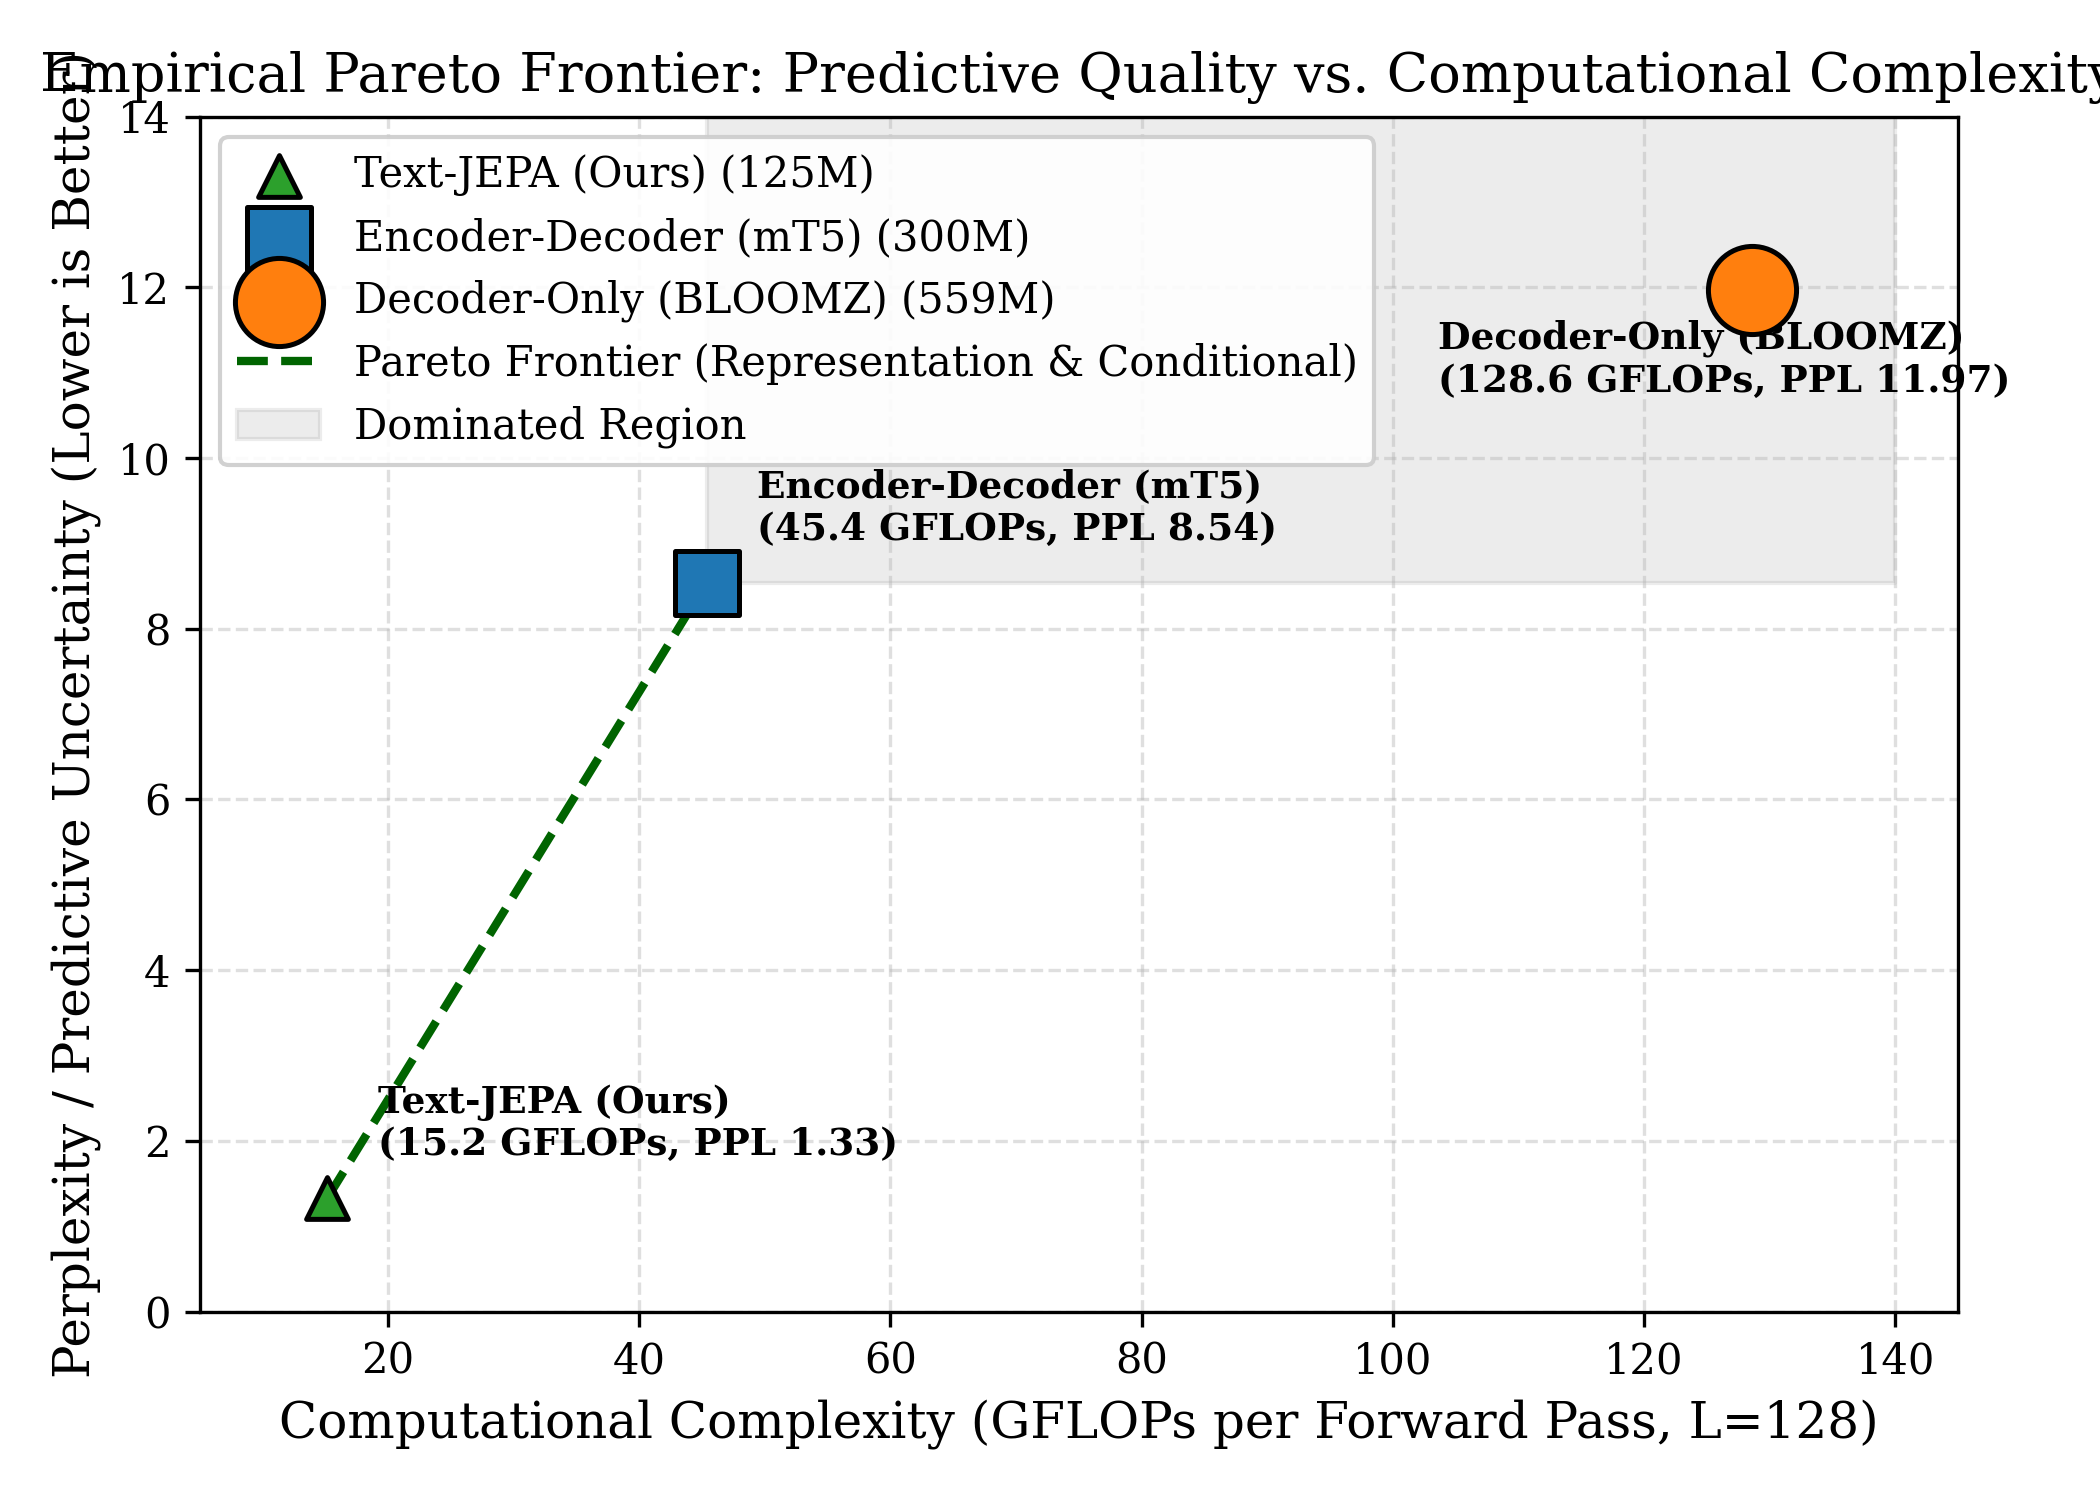 Empirical Pareto Frontier: Predictive Quality vs. Computational Complexity
Perplexity / Predictive Uncertainty (Lower is Better)
14
12
10
8
6
4
2
0
Text-JEPA (Ours) (125M)
Encoder-Decoder (mT5) (300M)
Decoder-Only (BLOOMZ) (559M)
Pareto Frontier (Representation & Conditional)
Dominated Region
Decoder-Only (BLOOMZ)
(128.6 GFLOPs, PPL 11.97)
Encoder-Decoder (mT5)
(45.4 GFLOPs, PPL 8.54)
Text-JEPA (Ours)
(15.2 GFLOPs, PPL 1.33)
20 40 60 80 100 120 140
Computational Complexity (GFLOPs per Forward Pass, L=128)